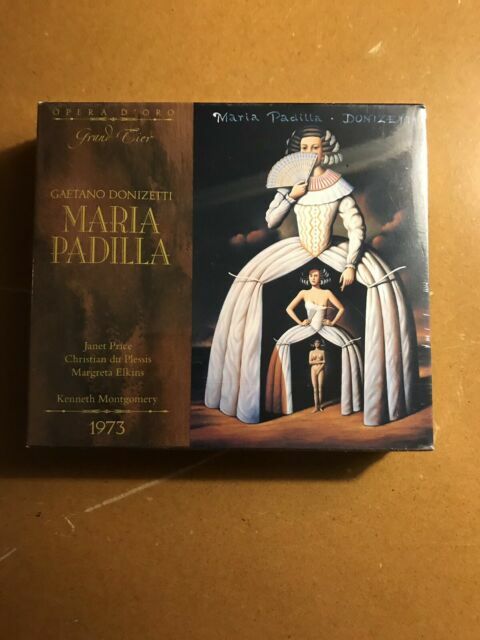 OPERA D'ORO
Grand Tier
GAETANO DONIZETTI
MARIA
PADILLA
Janet Price
Christian du Plessis
Margreta Elkins
Kenneth Montgomery
1973
Maria Padilla · DONIZETTI